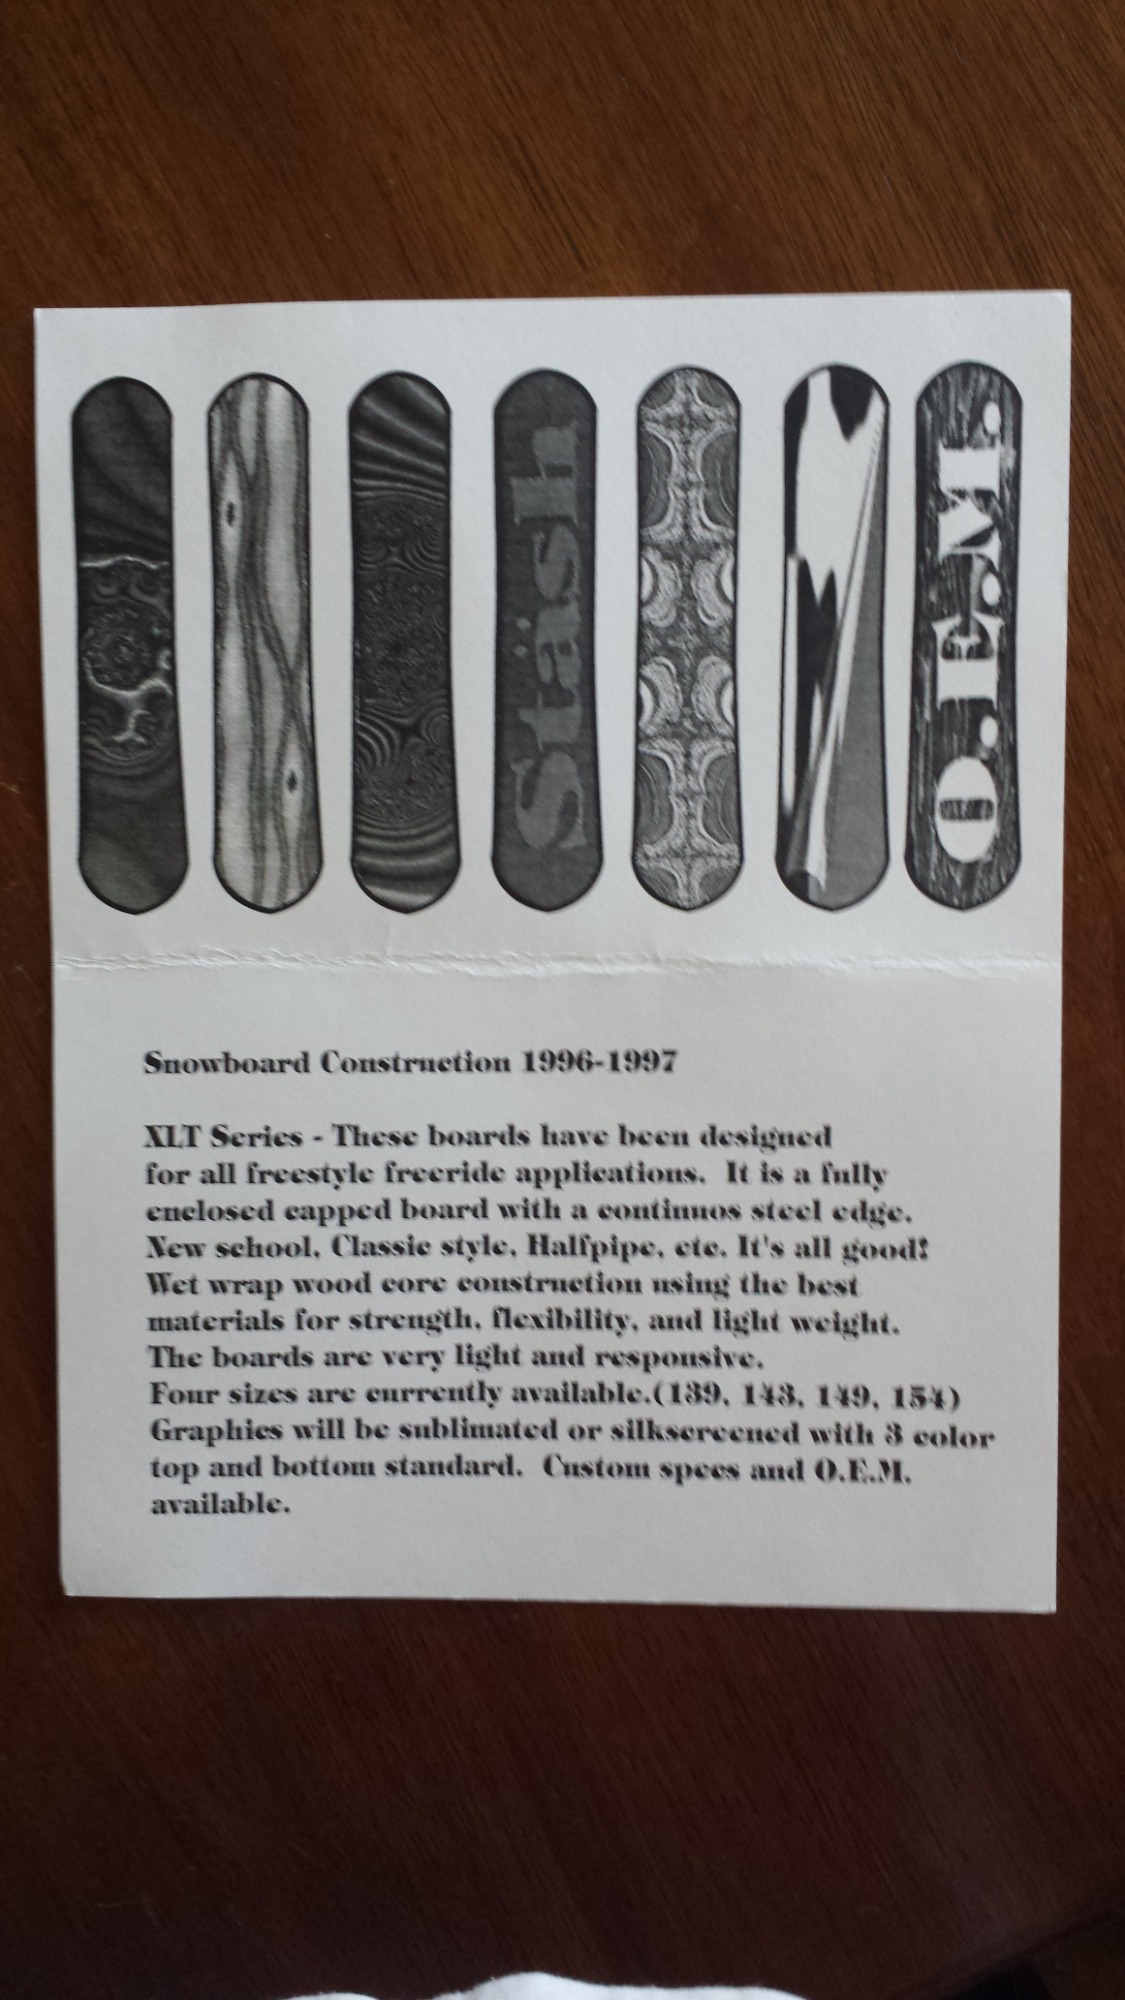 Stash
O.E.M.
Snowboard Construction 1996-1997
XLT Series - These boards have been designed
for all freestyle freeride applications. It is a fully
enclosed capped board with a continuos steel edge.
New school, Classic style, Halfpipe, etc. It's all good!
Wet wrap wood core construction using the best
materials for strength, flexibility, and light weight.
The boards are very light and responsive.
Four sizes are currently available.(139, 143, 149, 154)
Graphics will be sublimated or silkscreened with 3 color
top and bottom standard. Custom specs and O.E.M.
available.